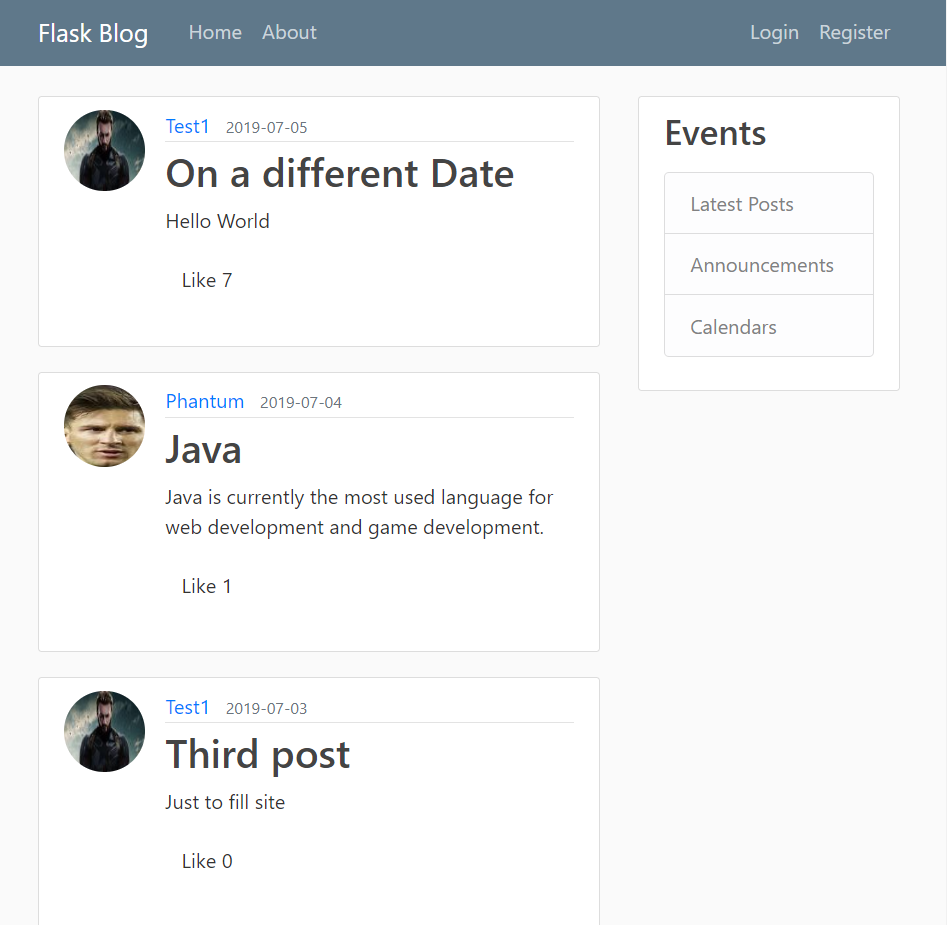 Flask Blog Home About Login Register
Test1 2019-07-05
On a different Date
Hello World
Like 7
Phantum 2019-07-04
Java
Java is currently the most used language for
web development and game development.
Like 1
Test1 2019-07-03
Third post
Just to fill site
Like 0
Events
Latest Posts
Announcements
Calendars